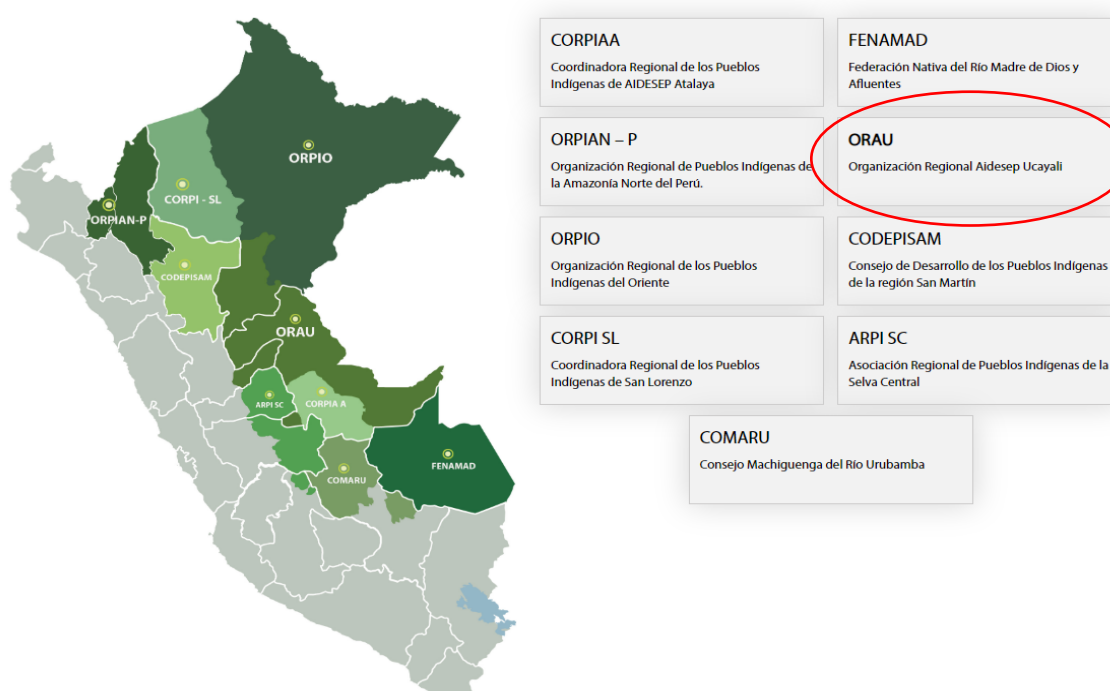 ORPIO
CORPI - SL
ORPIAN-P
CODEPISAM
ORAU
ARPI SC
CORPIA A
COMARU
FENAMAD
CORPIAA
Coordinadora Regional de los Pueblos
Indígenas de AIDESEP Atalaya
FENAMAD
Federación Nativa del Río Madre de Dios y
Afluentes
ORPIAN – P
Organización Regional de Pueblos Indígenas de
la Amazonía Norte del Perú.
ORAU
Organización Regional Aidesep Ucayali
ORPIO
Organización Regional de los Pueblos
Indígenas del Oriente
CODEPISAM
Consejo de Desarrollo de los Pueblos Indígenas
de la región San Martín
CORPI SL
Coordinadora Regional de los Pueblos
Indígenas de San Lorenzo
ARPI SC
Asociación Regional de Pueblos Indígenas de la
Selva Central
COMARU
Consejo Machiguenga del Río Urubamba